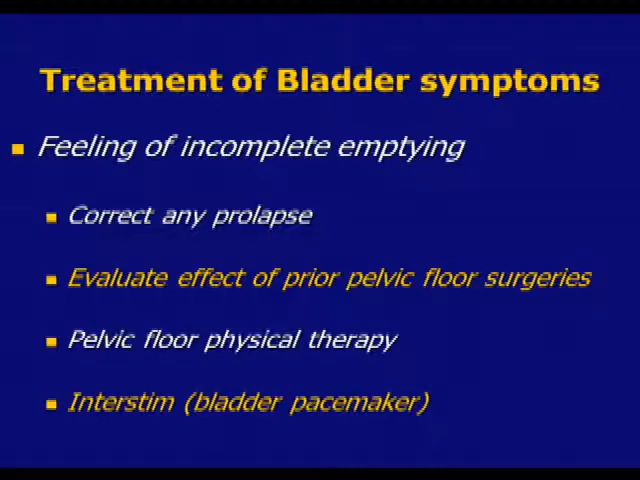 Treatment of Bladder symptoms
Feeling of incomplete emptying
Correct any prolapse
Evaluate effect of prior pelvic floor surgeries
Pelvic floor physical therapy
Interstim (bladder pacemaker)